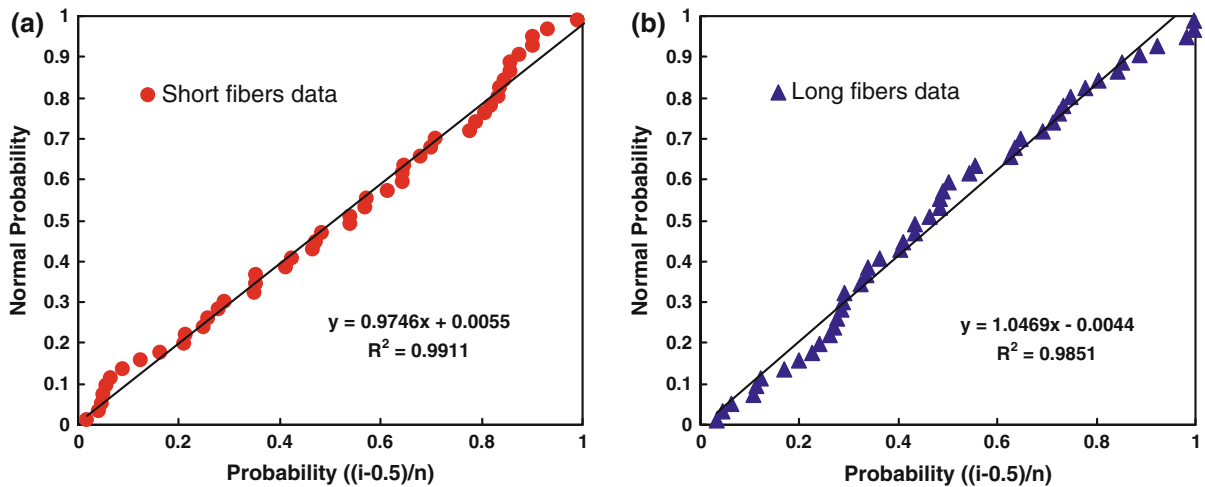 (a)
1
0.9
0.8
0.7
0.6
0.5
0.4
0.3
0.2
0.1
0
Normal Probability
Short fibers data
y = 0.9746x + 0.0055
R² = 0.9911
0 0.2 0.4 0.6 0.8 1
Probability ((i-0.5)/n)
(b)
1
0.9
0.8
0.7
0.6
0.5
0.4
0.3
0.2
0.1
0
Normal Probability
Long fibers data
y = 1.0469x - 0.0044
R² = 0.9851
0 0.2 0.4 0.6 0.8 1
Probability ((i-0.5)/n)